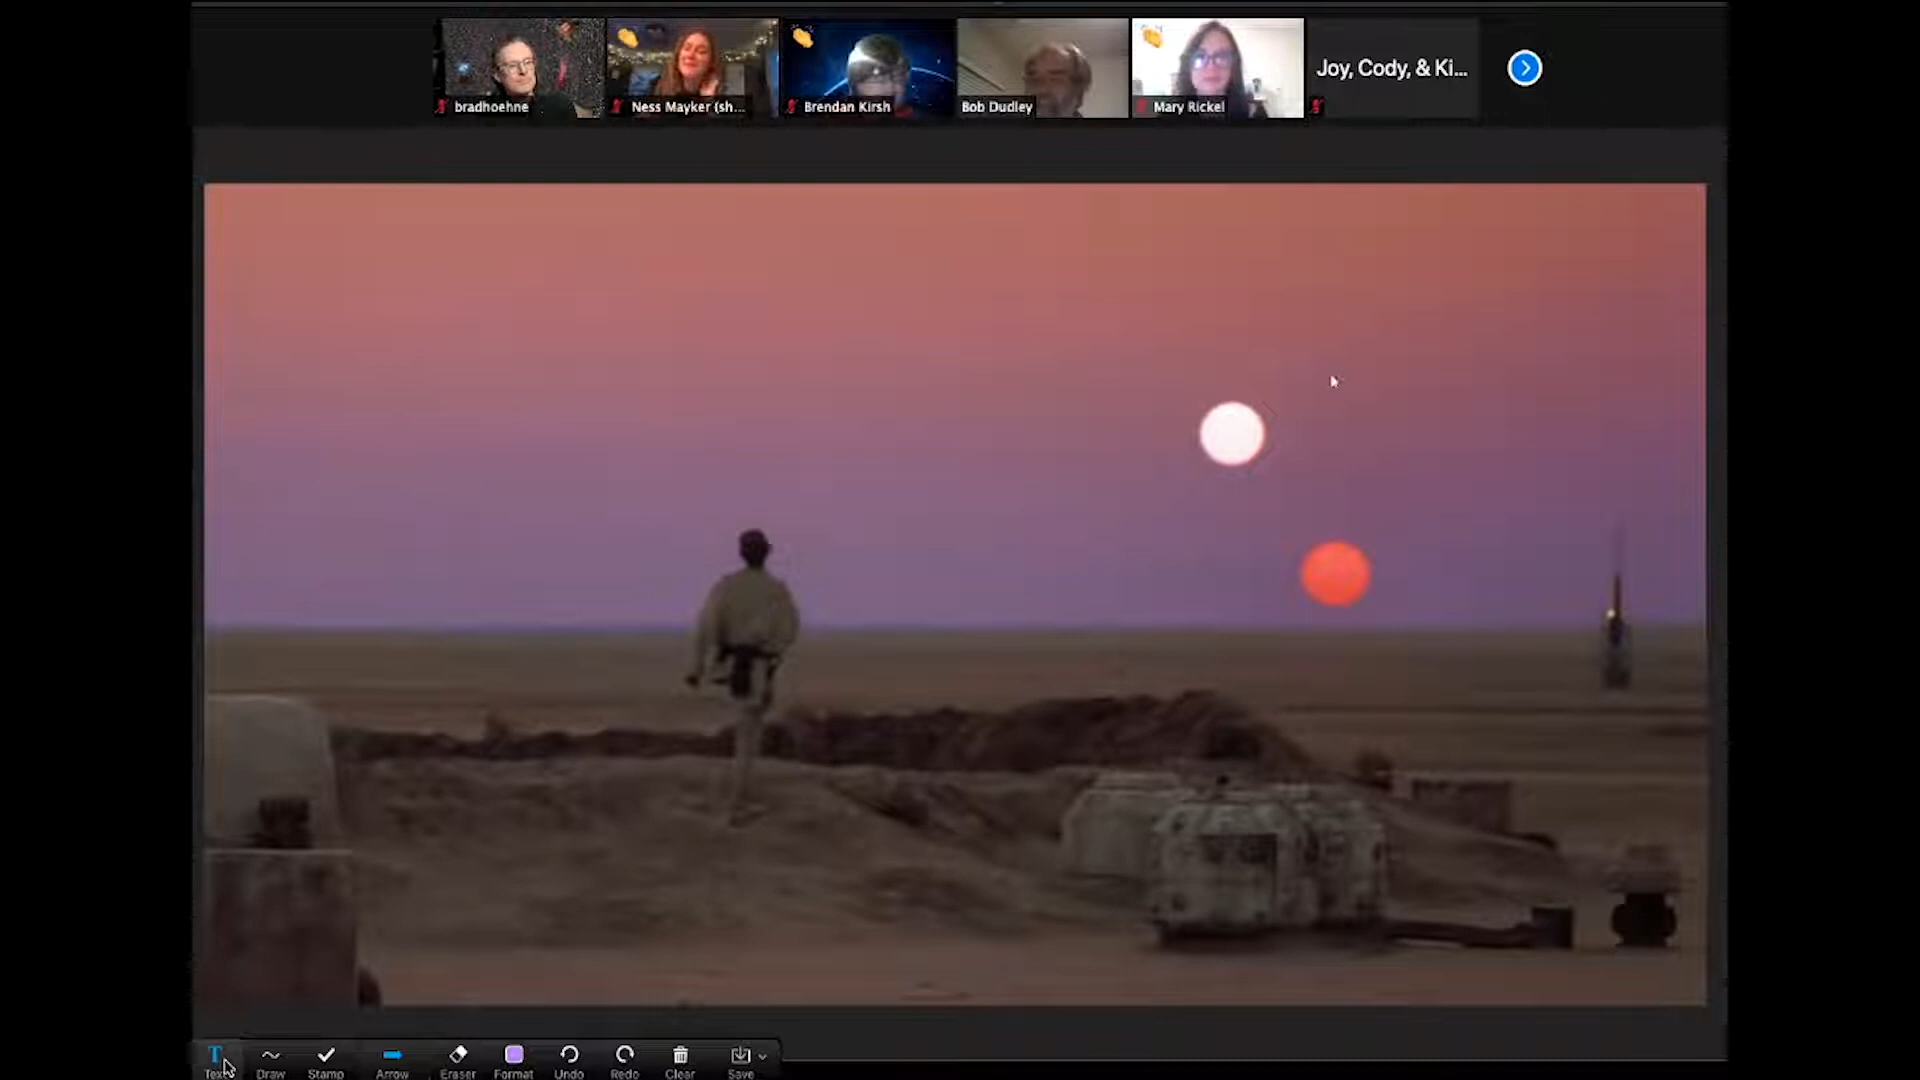 bradhoehne
Ness Mayker (sh...
Brendan Kirsh
Bob Dudley
Mary Rickel
Joy, Cody, & Ki...
T
Text
Draw
Stamp
Arrow
Eraser
Format
Undo
Redo
Clear
Save